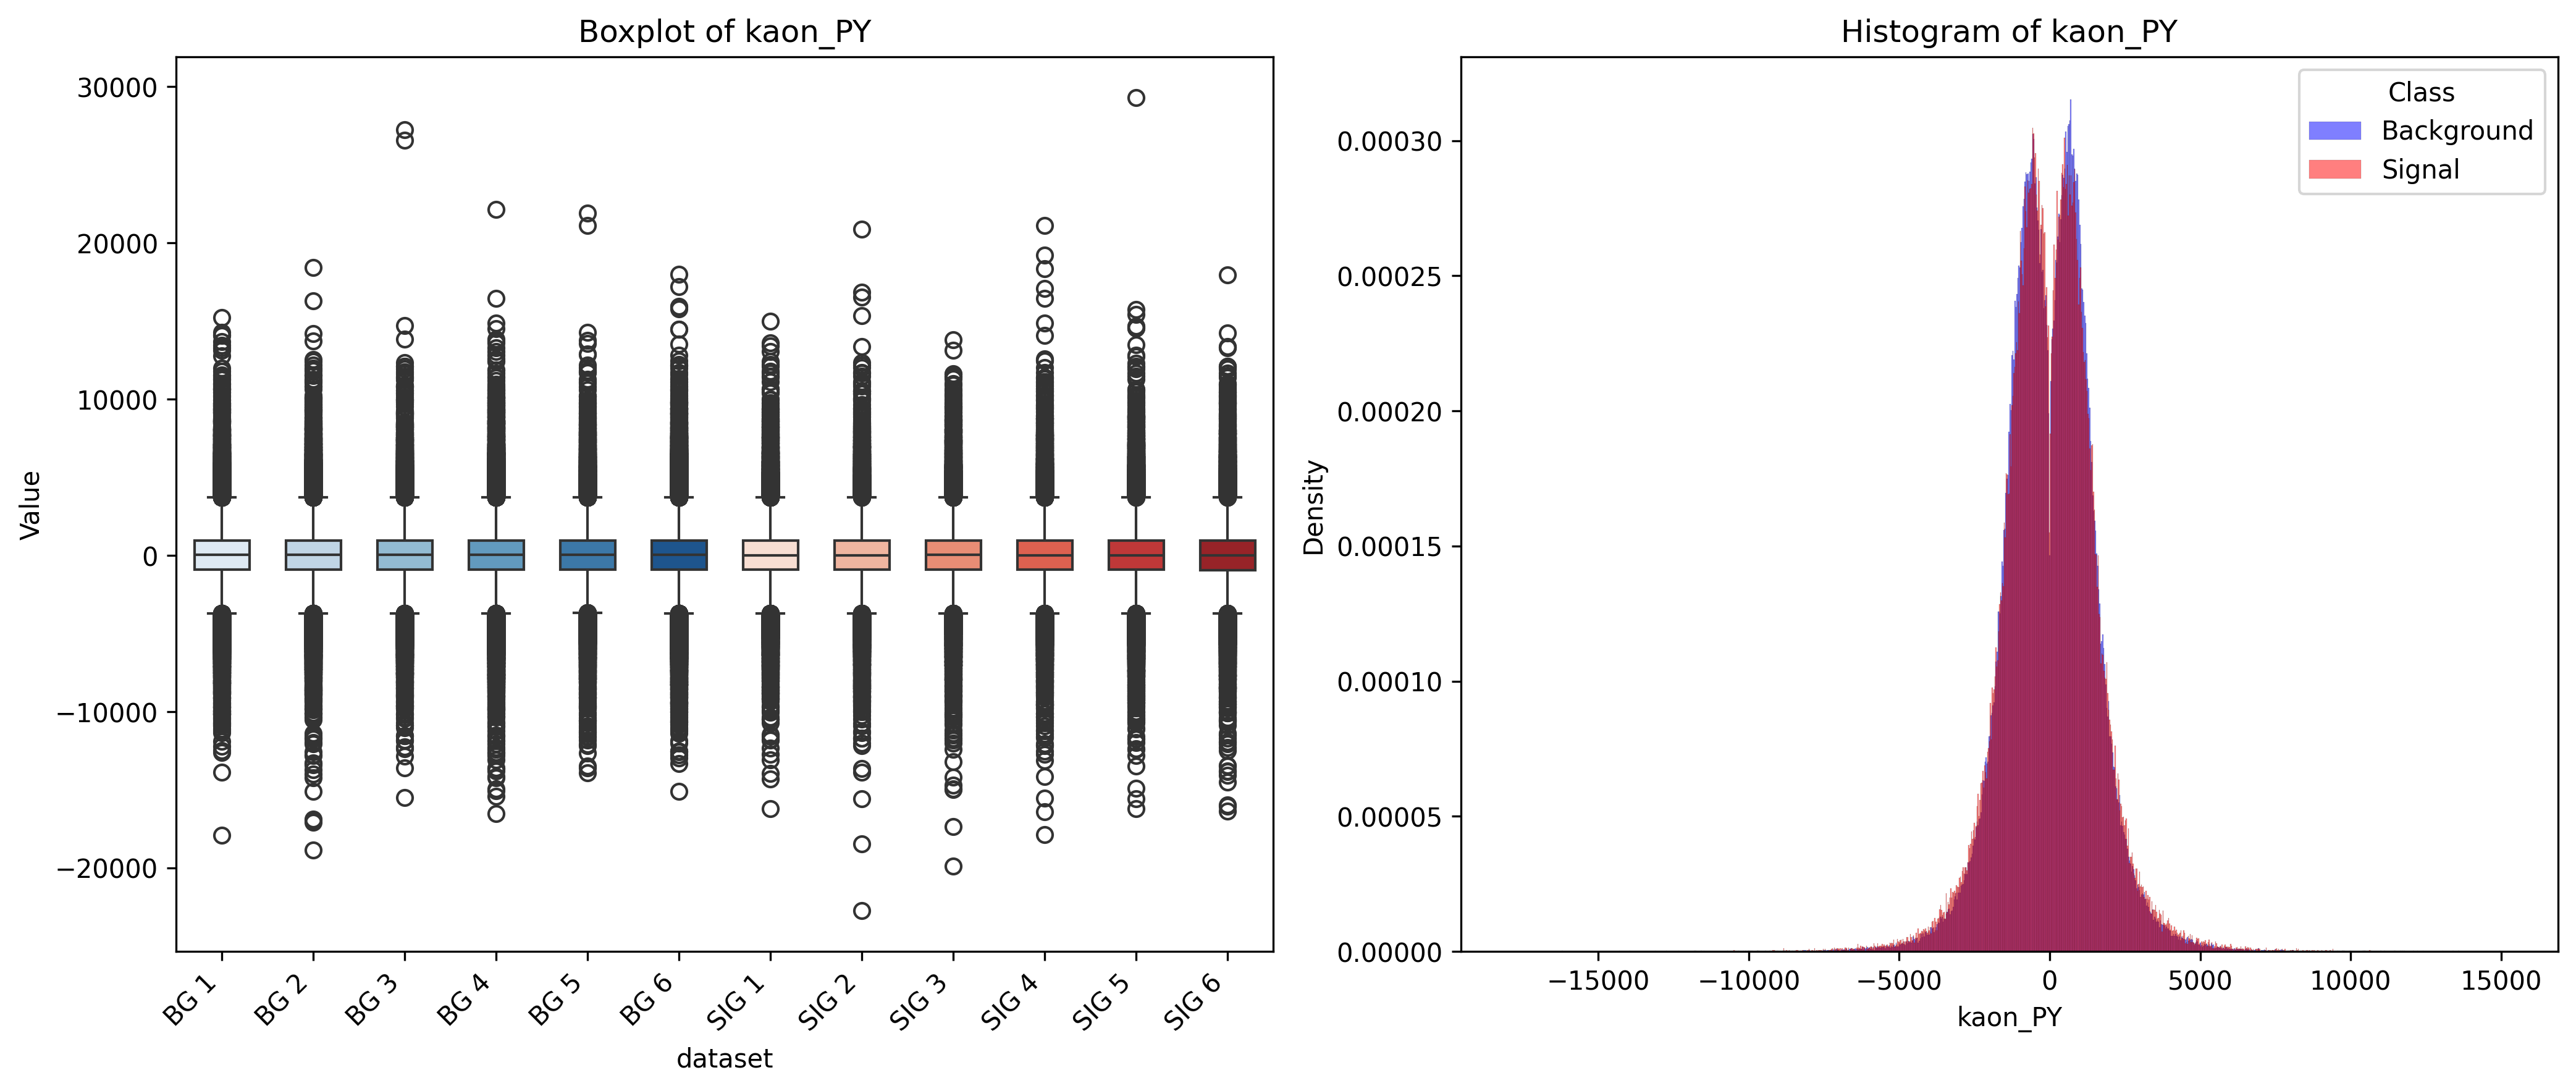 Boxplot of kaon_PY
30000
20000
10000
0
−10000
−20000
Value
BG 1
BG 2
BG 3
BG 4
BG 5
BG 6
SIG 1
SIG 2
SIG 3
SIG 4
SIG 5
SIG 6
dataset
Histogram of kaon_PY
Class
Background
Signal
0.00030
0.00025
0.00020
0.00015
0.00010
0.00005
0.00000
Density
−15000
−10000
−5000
0
5000
10000
15000
kaon_PY